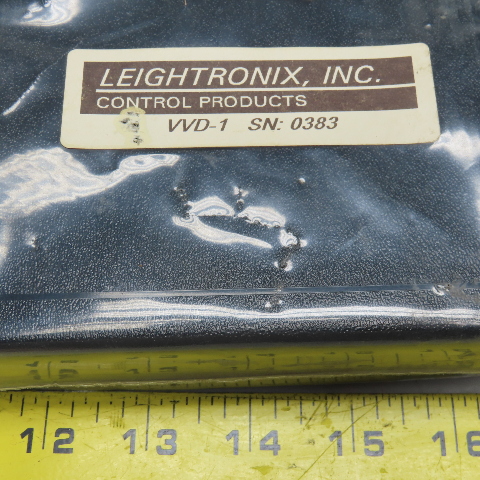 LEIGHTRONIX, INC.
CONTROL PRODUCTS
VVD-1 SN: 0383
12 13 14 15 16